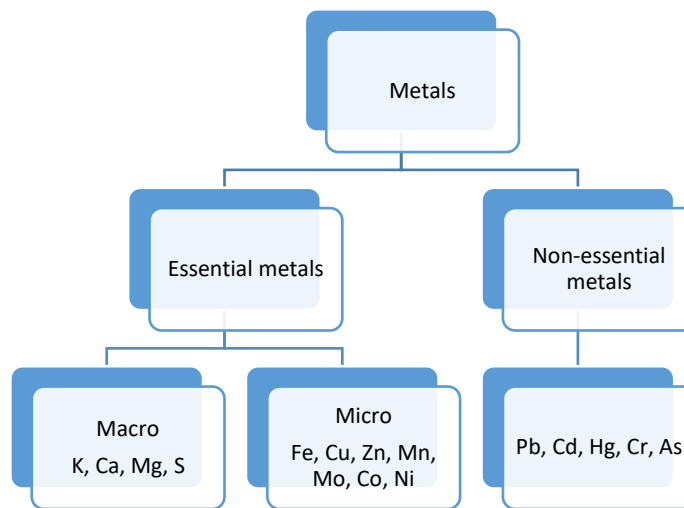 Metals
Essential metals
Non-essential
metals
Macro
K, Ca, Mg, S
Micro
Fe, Cu, Zn, Mn,
Mo, Co, Ni
Pb, Cd, Hg, Cr, As